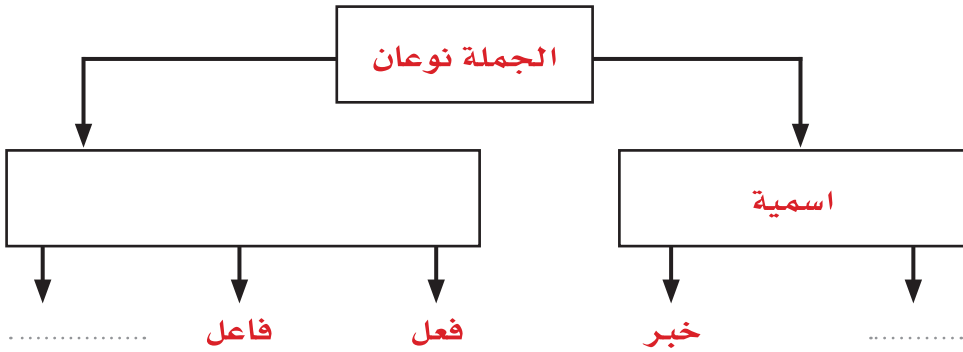 الجملة نوعان
اسمية
........... خبر فعل فاعل .................